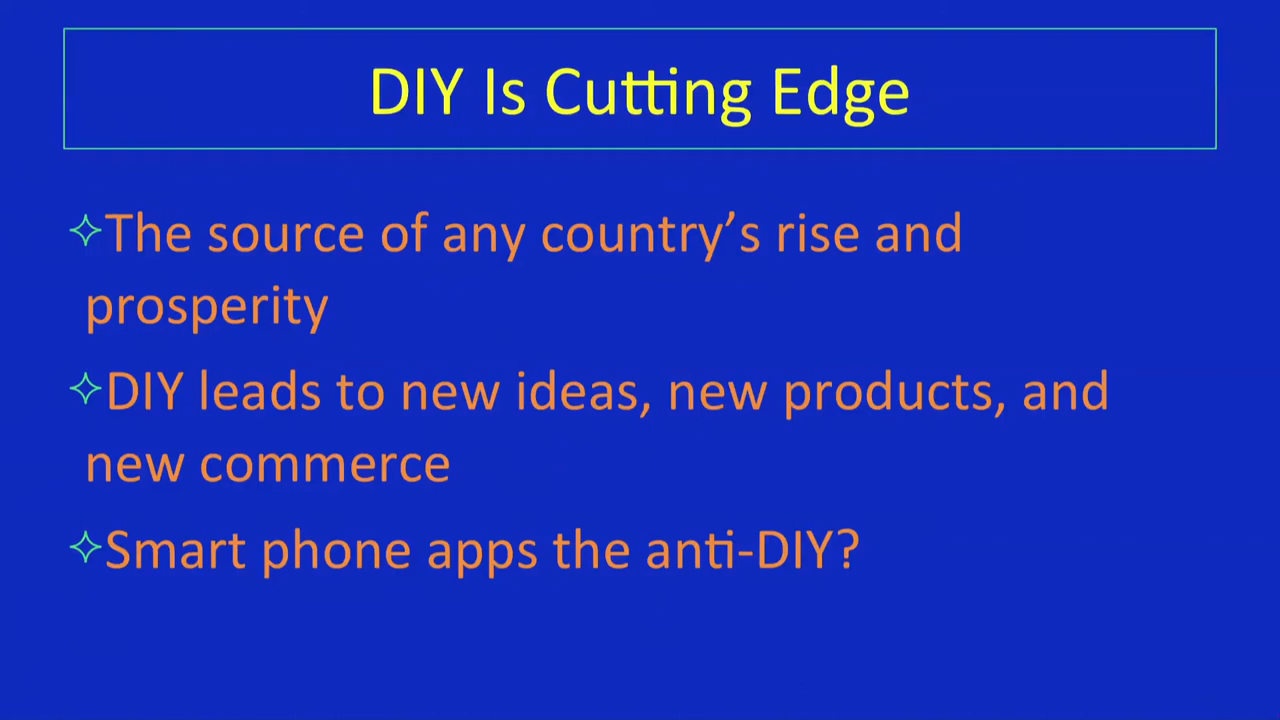 DIY Is Cutting Edge
✧The source of any country’s rise and
prosperity
✧DIY leads to new ideas, new products, and
new commerce
✧Smart phone apps the anti-DIY?